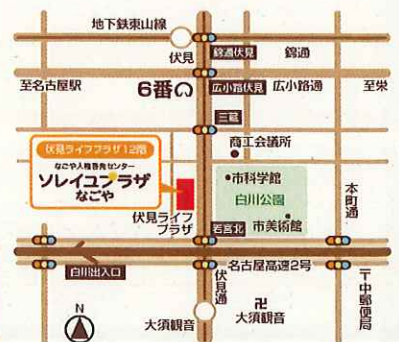 地下鉄東山線
伏見
錦通伏見
錦通
至名古屋駅
6番の
広小路伏見
広小路通
至栄
三蔵
商工会議所
伏見ライフプラザ12階
なごや人権啓発センター
ソレイユプラザ
なごや
•市科学館
白川公園
市美術館
本町通
伏見ライフ
プラザ
若宮北
白川出入口
名古屋高速2号
伏見通
大須観音
卍
大須観音
〒中郵便局
N